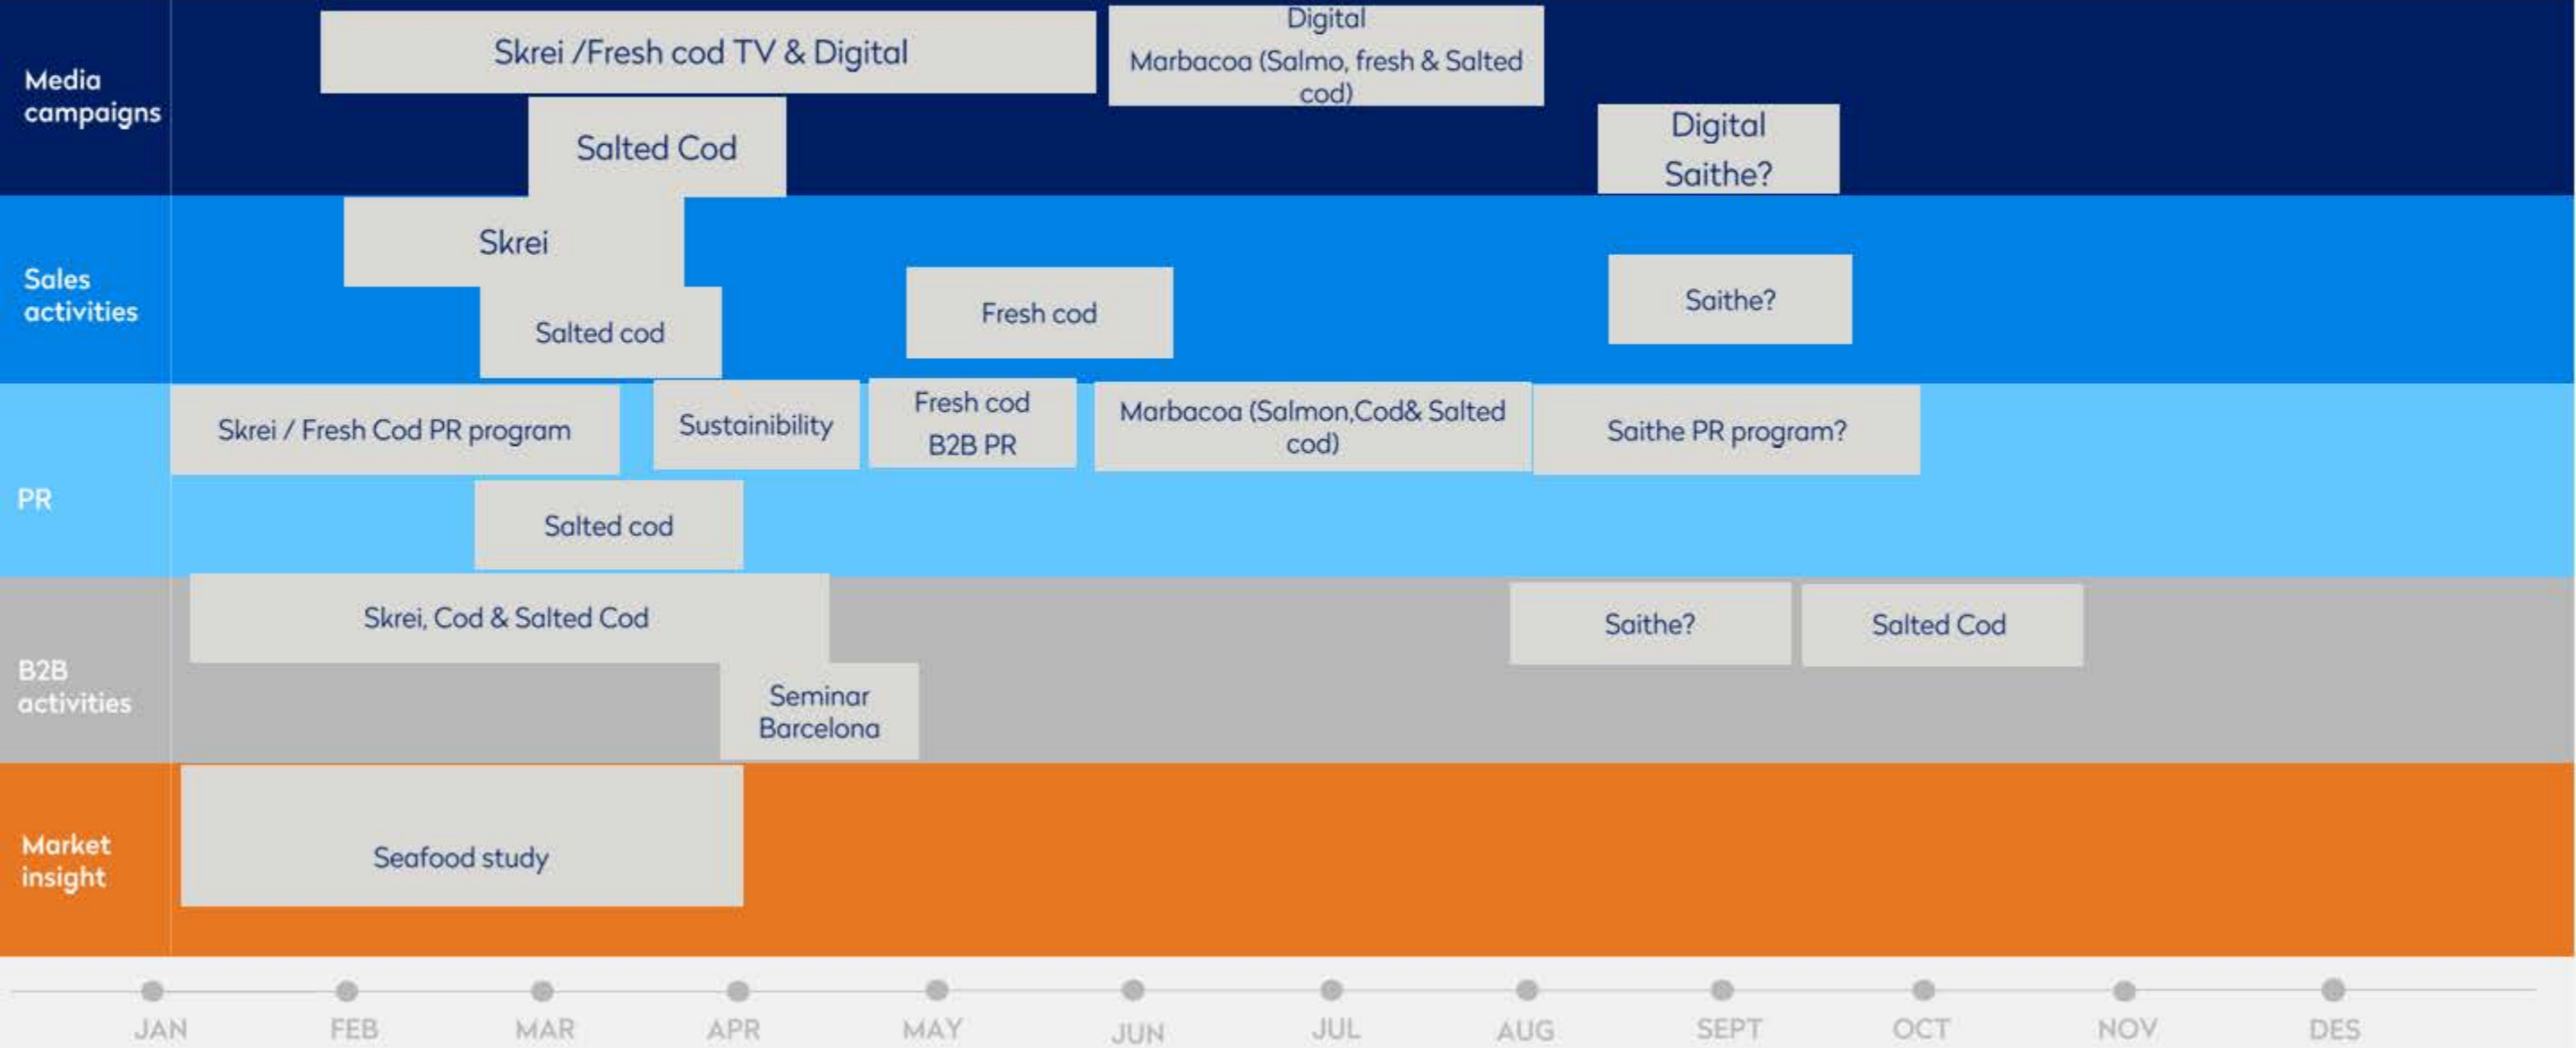 Media
campaigns
Skrei /Fresh cod TV & Digital
Digital
Marbacoa (Salmo, fresh & Salted
cod)
Salted Cod
Digital
Saithe?
Sales
activities
Skrei
Salted cod
Fresh cod
Saithe?
PR
Skrei / Fresh Cod PR program
Sustainibility
Fresh cod
B2B PR
Marbacoa (Salmon,Cod& Salted
cod)
Saithe PR program?
Salted cod
B2B
activities
Skrei, Cod & Salted Cod
Saithe?
Salted Cod
Seminar
Barcelona
Market
insight
Seafood study
JAN FEB MAR APR MAY JUN JUL AUG SEPT OCT NOV DES